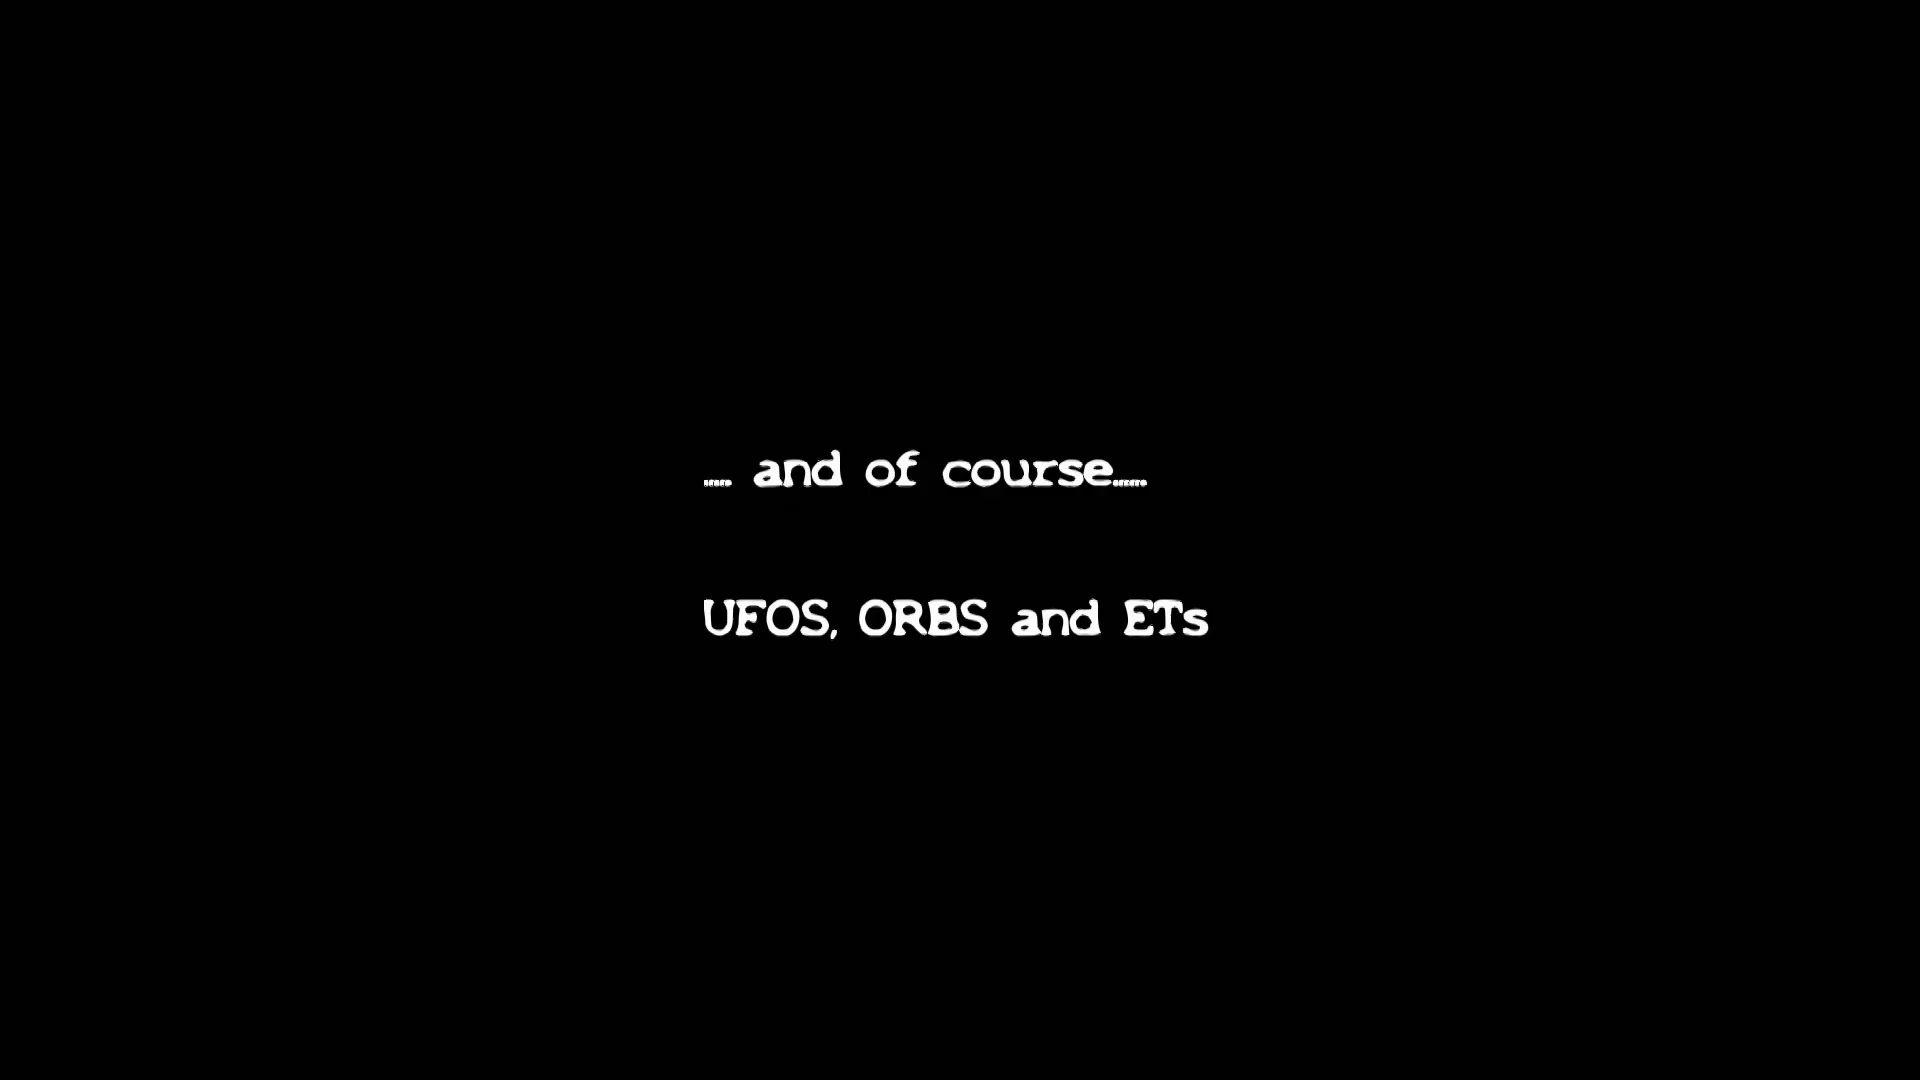 ..... and of course......
UFOS, ORBS and ETs